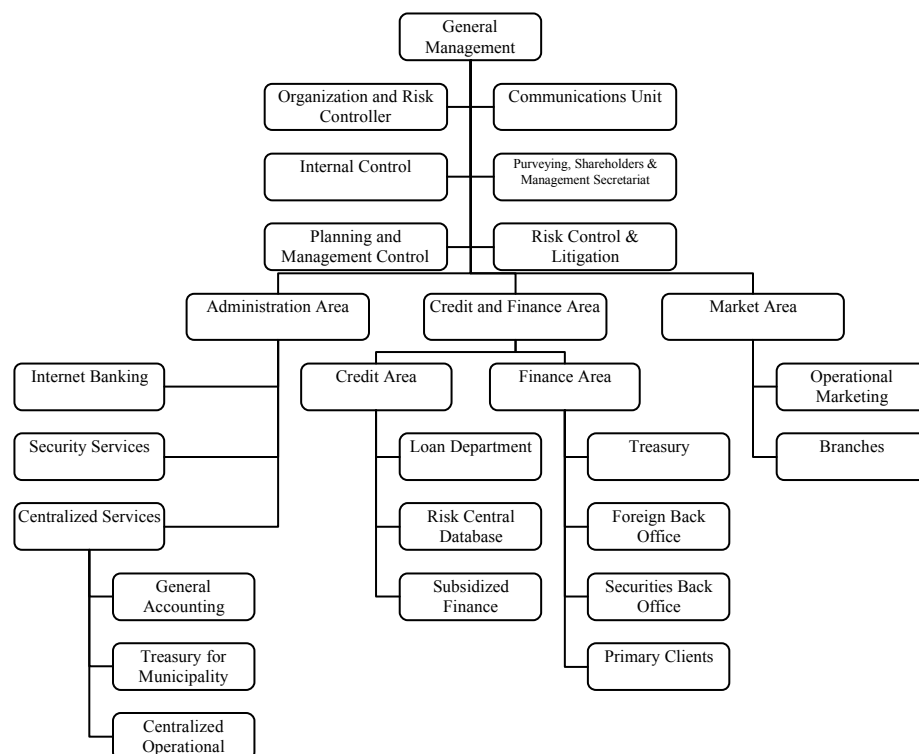 General
Management
Organization and Risk
Controller
Communications Unit
Internal Control
Purveying, Shareholders &
Management Secretariat
Planning and
Management Control
Risk Control &
Litigation
Administration Area
Credit and Finance Area
Market Area
Internet Banking
Credit Area
Finance Area
Operational
Marketing
Security Services
Loan Department
Treasury
Branches
Centralized Services
Risk Central
Database
Foreign Back
Office
General
Accounting
Subsidized
Finance
Securities Back
Office
Treasury for
Municipality
Primary Clients
Centralized
Operational